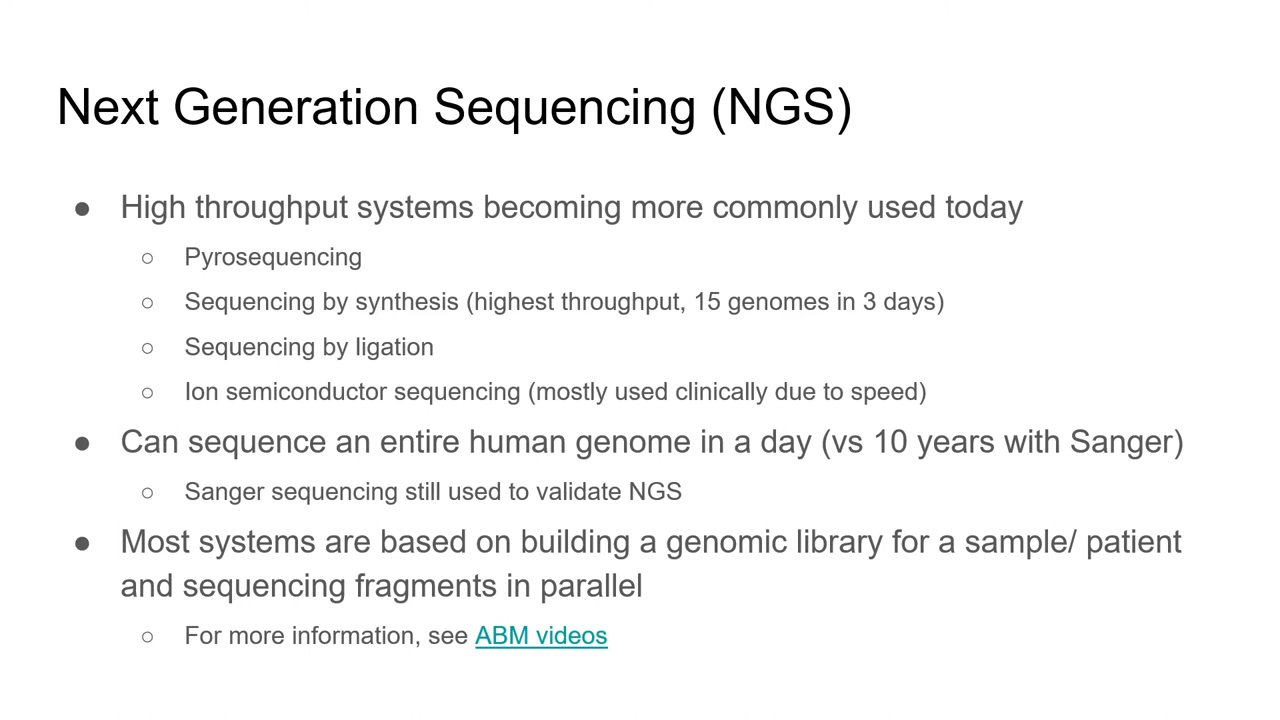 Next Generation Sequencing (NGS)
● High throughput systems becoming more commonly used today
○ Pyrosequencing
○ Sequencing by synthesis (highest throughput, 15 genomes in 3 days)
○ Sequencing by ligation
○ Ion semiconductor sequencing (mostly used clinically due to speed)
● Can sequence an entire human genome in a day (vs 10 years with Sanger)
○ Sanger sequencing still used to validate NGS
● Most systems are based on building a genomic library for a sample/ patient
and sequencing fragments in parallel
○ For more information, see ABM videos